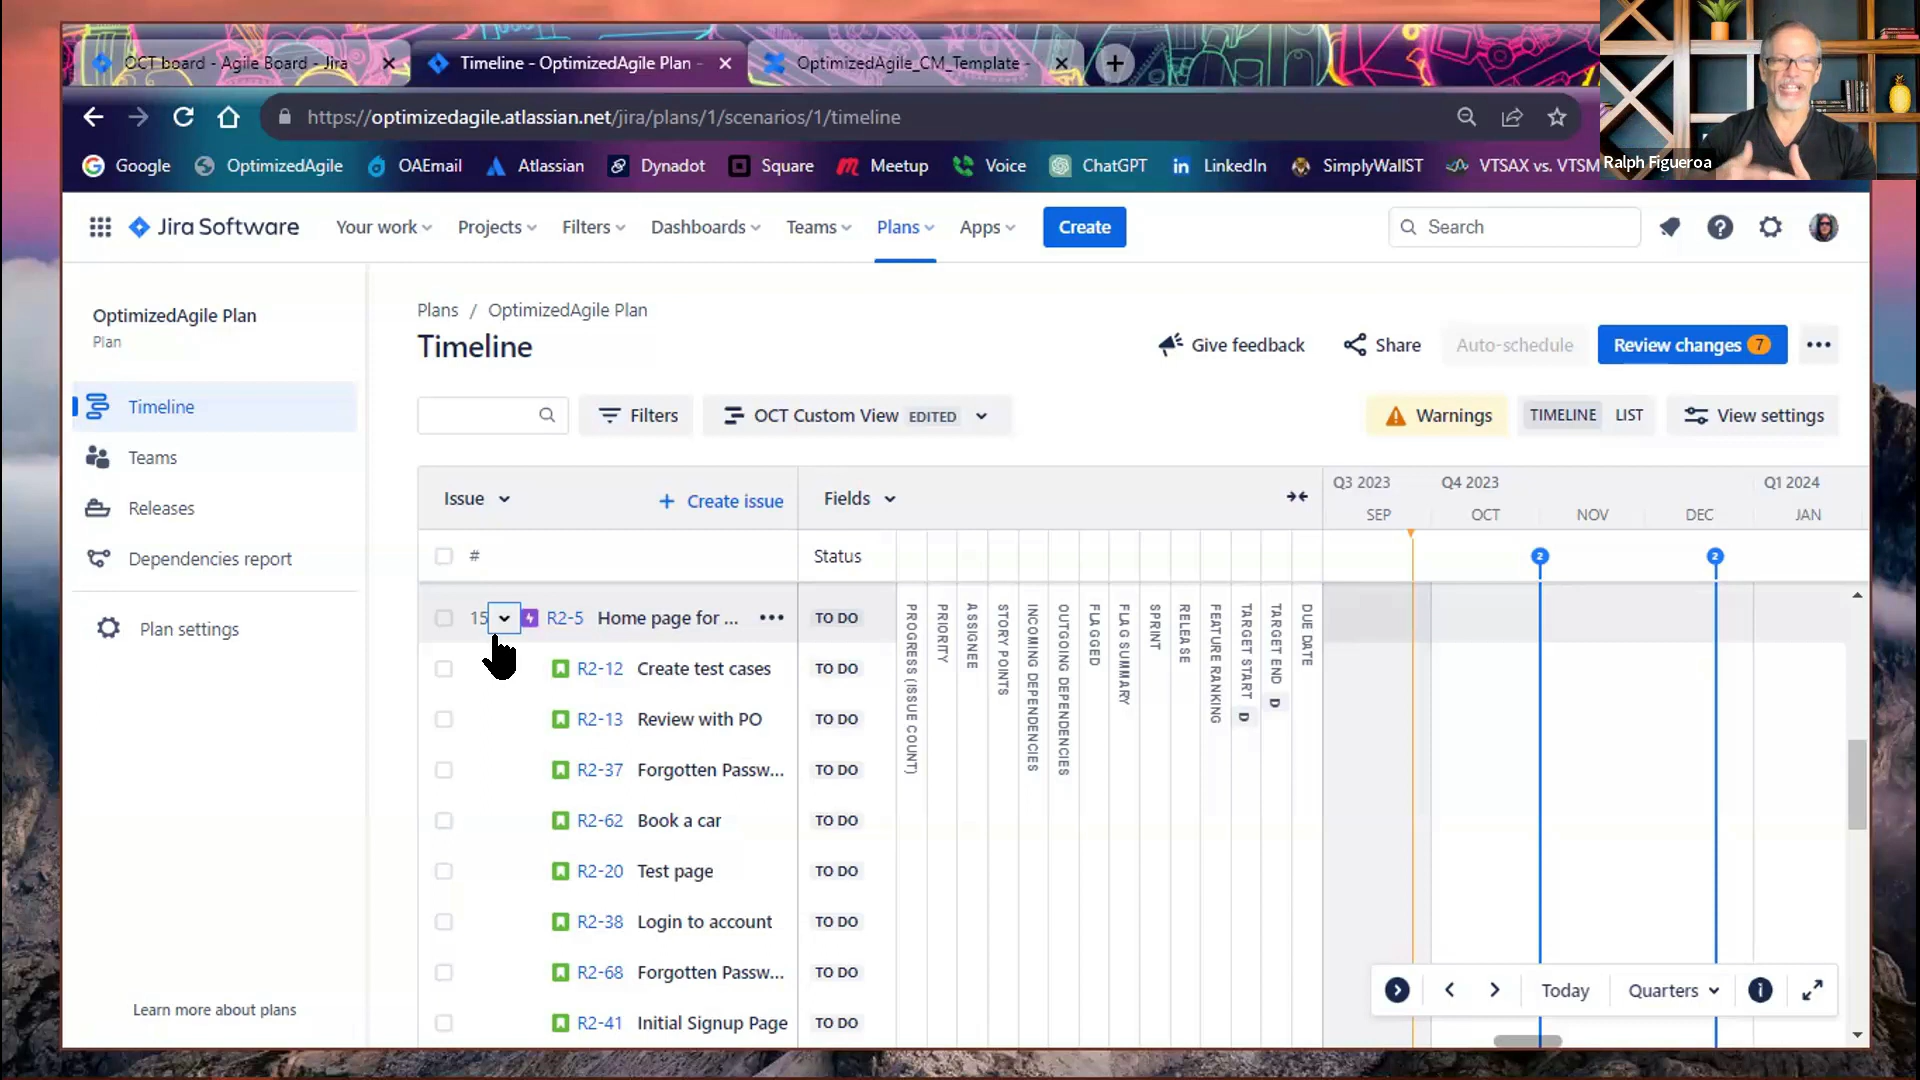 OCT board - Agile Board - Jira
Timeline - OptimizedAgile Plan -
OptimizedAgile_CM_Template -
https://optimizedagile.atlassian.net/jira/plans/1/scenarios/1/timeline
Google
OptimizedAgile
OAEmail
Atlassian
Dynadot
Square
Meetup
Voice
ChatGPT
LinkedIn
SimplyWallST
VTSAX vs. VTSM
Ralph Figueroa
Jira Software
Your work
Projects
Filters
Dashboards
Teams
Plans
Apps
Create
Search
OptimizedAgile Plan
Plan
Timeline
Teams
Releases
Dependencies report
Plan settings
Learn more about plans
Plans / OptimizedAgile Plan
Timeline
Give feedback
Share
Auto-schedule
Review changes 7
Filters
OCT Custom View EDITED
Warnings
TIMELINE
LIST
View settings
Issue
+ Create issue
Fields
Q3 2023
Q4 2023
Q1 2024
SEP
OCT
NOV
DEC
JAN
#
Status
2
2
15 R2-5 Home page for ... TO DO
R2-12 Create test cases TO DO
R2-13 Review with PO TO DO
R2-37 Forgotten Passw... TO DO
R2-62 Book a car TO DO
R2-20 Test page TO DO
R2-38 Login to account TO DO
R2-68 Forgotten Passw... TO DO
R2-41 Initial Signup Page TO DO
PROGRESS (ISSUE COUNT)
PRIORITY
ASSIGNEE
STORY POINTS
INCOMING DEPENDENCIES
OUTGOING DEPENDENCIES
FLAGGED
FLAG SUMMARY
SPRINT
RELEASE
FEATURE RANKING
TARGET START D
TARGET END D
DUE DATE
Today
Quarters